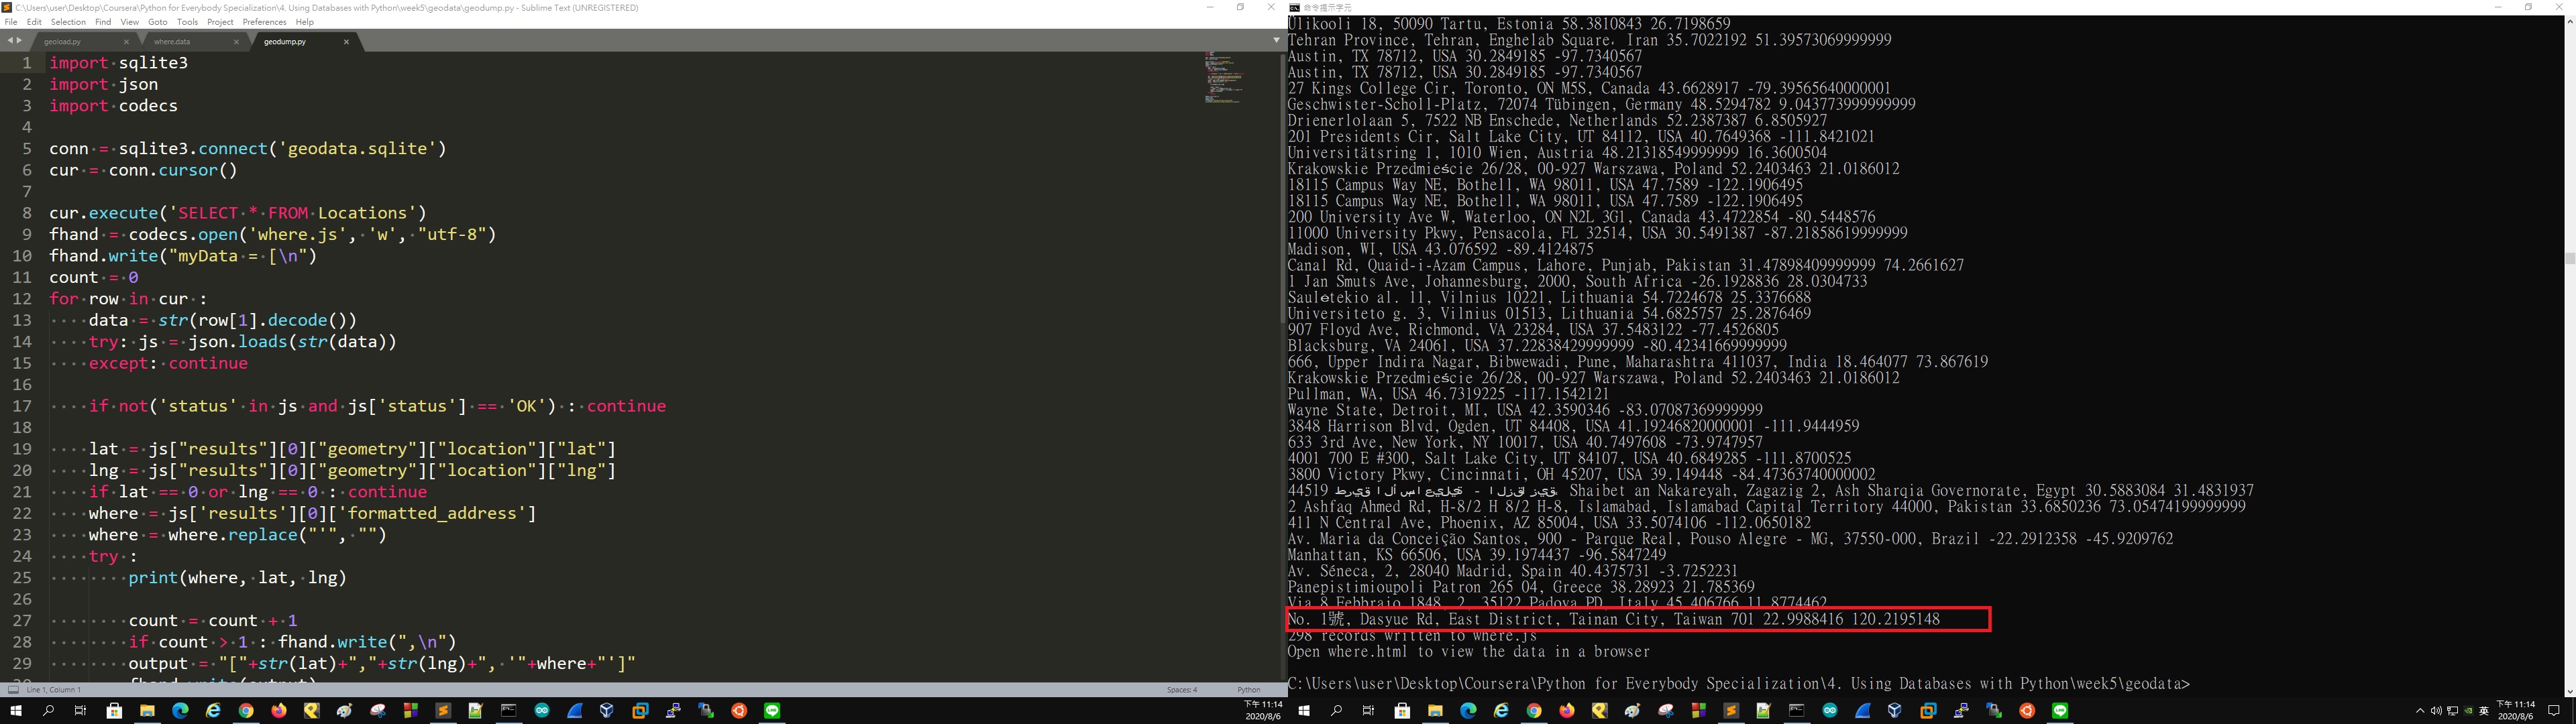 C:\Users\user\Desktop\Coursera\Python for Everybody Specialization\4. Using Databases with Python\week5\geodata\geodump.py - Sublime Text (UNREGISTERED)
File Edit Selection Find View Goto Tools Project Preferences Help
geoload.py where.data geodump.py
1 import sqlite3
2 import json
3 import codecs
4
5 conn = sqlite3.connect('geodata.sqlite')
6 cur = conn.cursor()
7
8 cur.execute('SELECT * FROM Locations')
9 fhand = codecs.open('where.js', 'w', "utf-8")
10 fhand.write("myData = [\n")
11 count = 0
12 for row in cur :
13 data = str(row[1].decode())
14 try: js = json.loads(str(data))
15 except: continue
16
17 if not('status' in js and js['status'] == 'OK') : continue
18
19 lat = js["results"][0]["geometry"]["location"]["lat"]
20 lng = js["results"][0]["geometry"]["location"]["lng"]
21 if lat == 0 or lng == 0 : continue
22 where = js['results'][0]['formatted_address']
23 where = where.replace("'", "")
24 try :
25 print(where, lat, lng)
26
27 count = count + 1
28 if count > 1 : fhand.write(",\n")
29 output = "["+str(lat)+","+str(lng)+", '"+where+"']"
Line 1, Column 1 Spaces: 4 Python
命令提示字元
Ülikooli 18, 50090 Tartu, Estonia 58.3810843 26.7198659
Tehran Province, Tehran, Enghelab Square، Iran 35.7022192 51.39573069999999
Austin, TX 78712, USA 30.2849185 -97.7340567
Austin, TX 78712, USA 30.2849185 -97.7340567
27 Kings College Cir, Toronto, ON M5S, Canada 43.6628917 -79.39565640000001
Geschwister-Scholl-Platz, 72074 Tübingen, Germany 48.5294782 9.043773999999999
Drienerlolaan 5, 7522 NB Enschede, Netherlands 52.2387387 6.8505927
201 Presidents Cir, Salt Lake City, UT 84112, USA 40.7649368 -111.8421021
Universitätsring 1, 1010 Wien, Austria 48.21318549999999 16.3600504
Krakowskie Przedmieście 26/28, 00-927 Warszawa, Poland 52.2403463 21.0186012
18115 Campus Way NE, Bothell, WA 98011, USA 47.7589 -122.1906495
18115 Campus Way NE, Bothell, WA 98011, USA 47.7589 -122.1906495
200 University Ave W, Waterloo, ON N2L 3G1, Canada 43.4722854 -80.5448576
11000 University Pkwy, Pensacola, FL 32514, USA 30.5491387 -87.21858619999999
Madison, WI, USA 43.076592 -89.4124875
Canal Rd, Quaid-i-Azam Campus, Lahore, Punjab, Pakistan 31.47898409999999 74.2661627
1 Jan Smuts Ave, Johannesburg, 2000, South Africa -26.1928836 28.0304733
Saulėtekio al. 11, Vilnius 10221, Lithuania 54.7224678 25.3376688
Universiteto g. 3, Vilnius 01513, Lithuania 54.6825757 25.2876469
907 Floyd Ave, Richmond, VA 23284, USA 37.5483122 -77.4526805
Blacksburg, VA 24061, USA 37.22838429999999 -80.42341669999999
666, Upper Indira Nagar, Bibwewadi, Pune, Maharashtra 411037, India 18.464077 73.867619
Krakowskie Przedmieście 26/28, 00-927 Warszawa, Poland 52.2403463 21.0186012
Pullman, WA, USA 46.7319225 -117.1542121
Wayne State, Detroit, MI, USA 42.3590346 -83.07087369999999
3848 Harrison Blvd, Ogden, UT 84408, USA 41.19246820000001 -111.9444959
633 3rd Ave, New York, NY 10017, USA 40.7497608 -73.9747957
4001 700 E #300, Salt Lake City, UT 84107, USA 40.6849285 -111.8700525
3800 Victory Pkwy, Cincinnati, OH 45207, USA 39.149448 -84.47363740000002
44519 طريق الأسماعيلية - الزقازيق، Shaibet an Nakareyah, Zagazig 2, Ash Sharqia Governorate, Egypt 30.5883084 31.4831937
2 Ashfaq Ahmed Rd, H-8/2 H 8/2 H-8, Islamabad, Islamabad Capital Territory 44000, Pakistan 33.6850236 73.05474199999999
411 N Central Ave, Phoenix, AZ 85004, USA 33.5074106 -112.0650182
Av. Maria da Conceição Santos, 900 - Parque Real, Pouso Alegre - MG, 37550-000, Brazil -22.2912358 -45.9209762
Manhattan, KS 66506, USA 39.1974437 -96.5847249
Av. Séneca, 2, 28040 Madrid, Spain 40.4375731 -3.7252231
Panepistimioupoli Patron 265 04, Greece 38.28923 21.785369
Via 8 Febbraio 1848, 2, 35122 Padova PD, Italy 45.406766 11.8774462
No. 1號, Dasyue Rd, East District, Tainan City, Taiwan 701 22.9988416 120.2195148
298 records written to where.js
Open where.html to view the data in a browser
C:\Users\user\Desktop\Coursera\Python for Everybody Specialization\4. Using Databases with Python\week5\geodata>
下午 11:14
2020/8/6
英
下午 11:14
2020/8/6